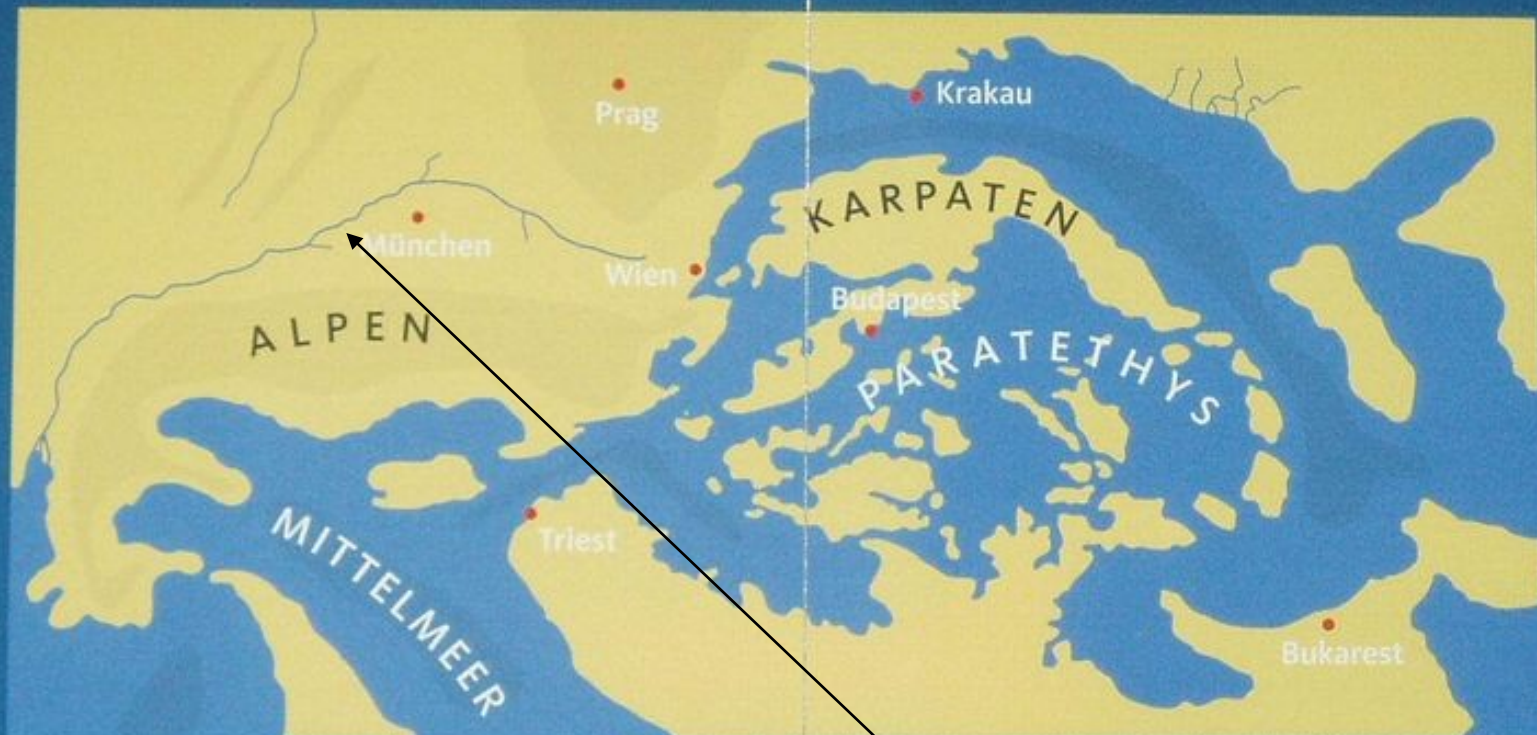 Krakau
Prag
KARPATEN
München
Wien
Budapest
ALPEN
PARATETHYS
MITTELMEER
Triest
Bukarest